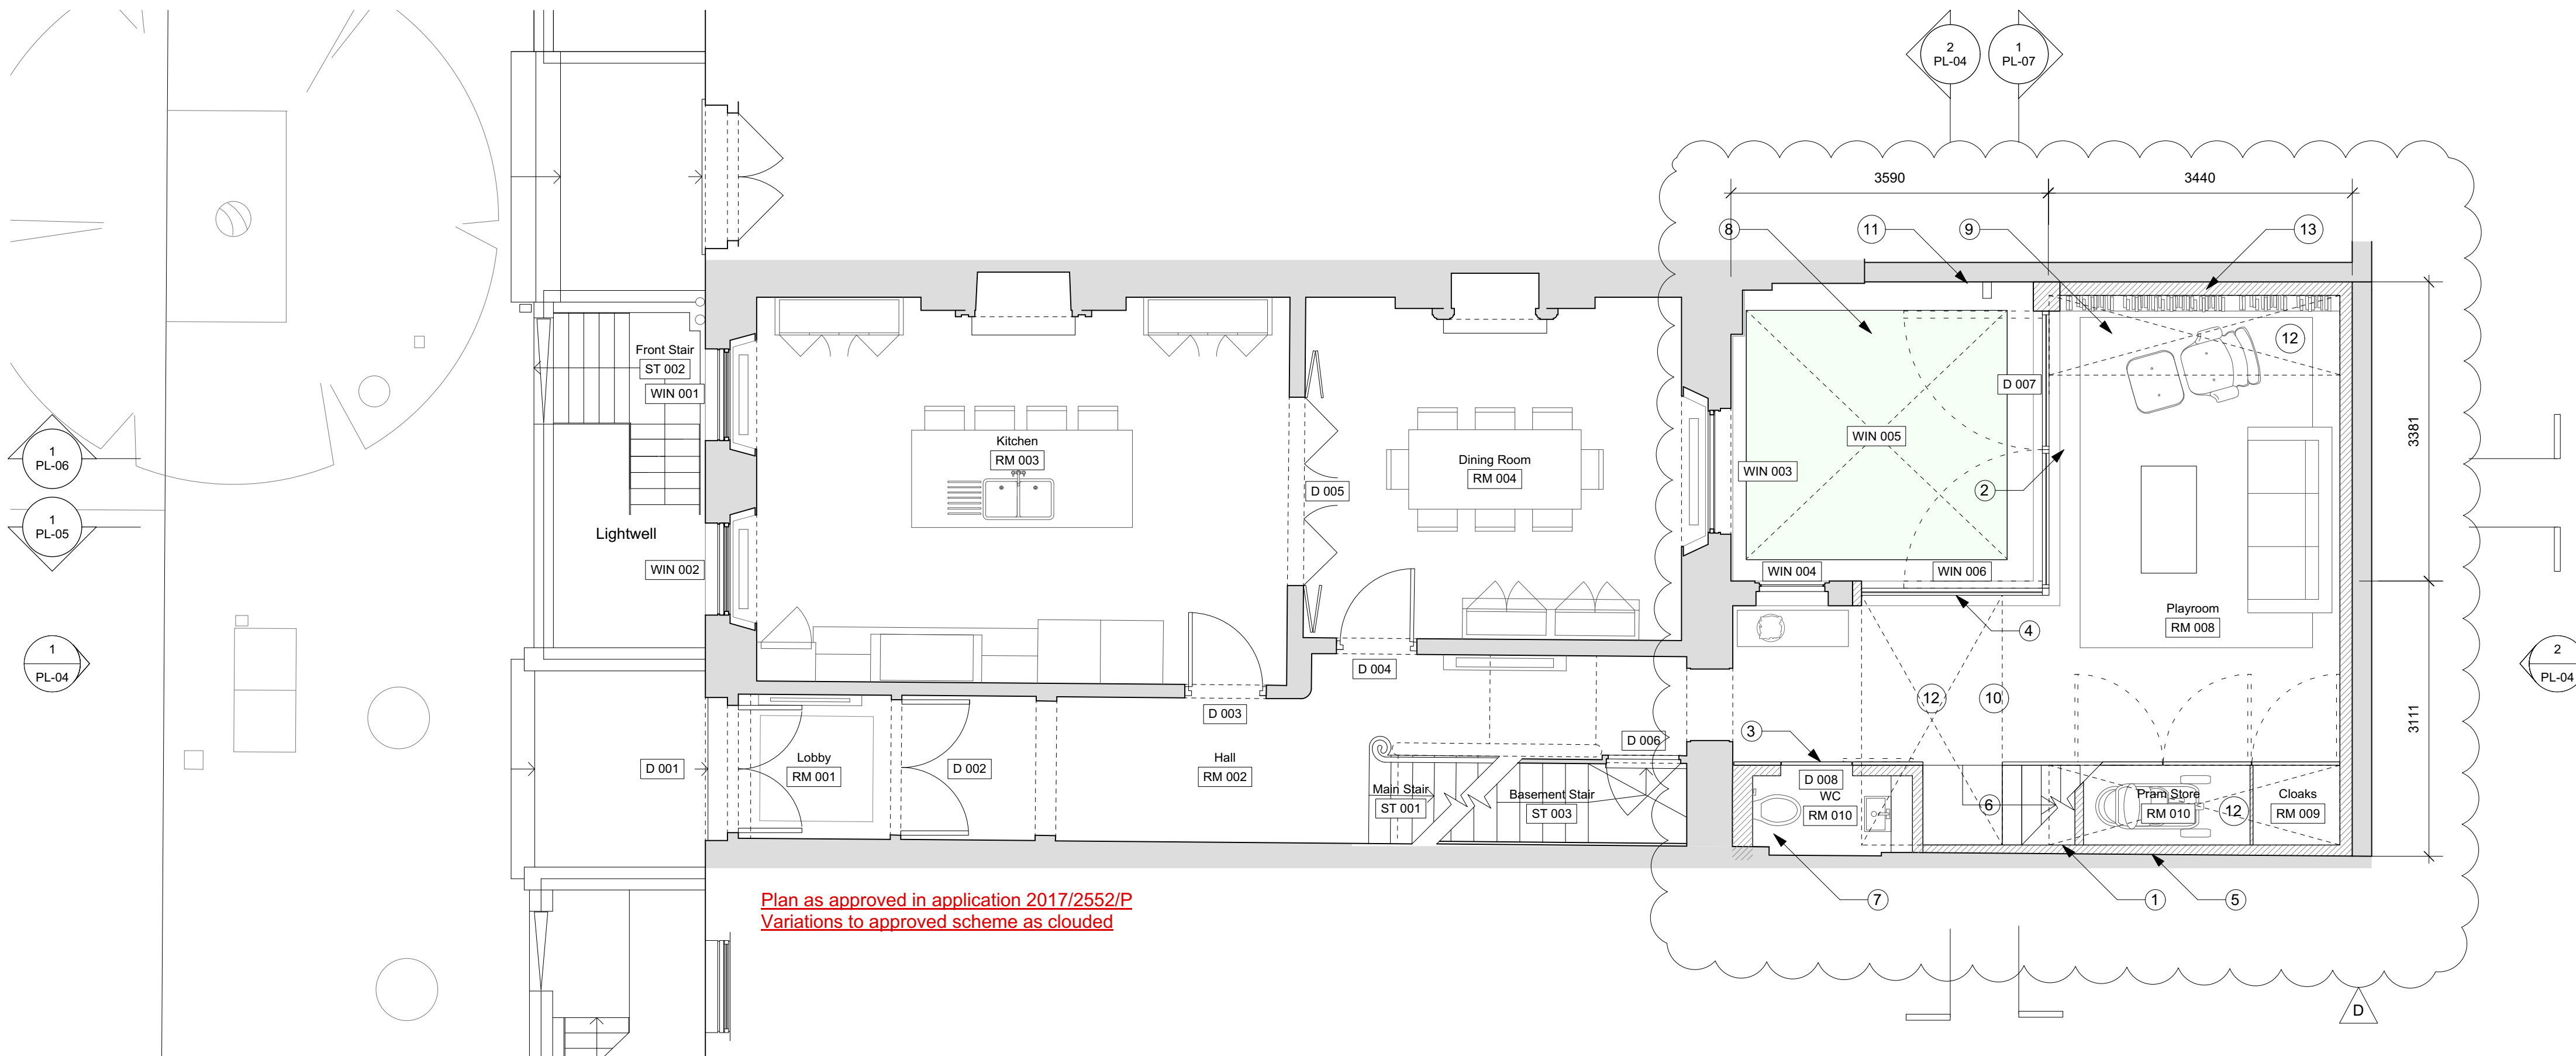 2
PL-04
1
PL-07
3590
3440
8
11
9
13
Front Stair
ST 002
WIN 001
12
D 007
1
PL-06
Kitchen
RM 003
WIN 005
3381
Dining Room
RM 004
WIN 003
D 005
2
1
PL-05
Lightwell
WIN 002
WIN 004
WIN 006
Playroom
RM 008
4
1
PL-04
D 004
2
PL-04
12
10
D 003
3111
3
D 006
Lobby
RM 001
D 001
D 002
Hall
RM 002
D 008
WC
RM 010
Main Stair
ST 001
Basement Stair
ST 003
6
Pram Store
RM 010
12
Cloaks
RM 009
Plan as approved in application 2017/2552/P
Variations to approved scheme as clouded
7
1
5
D